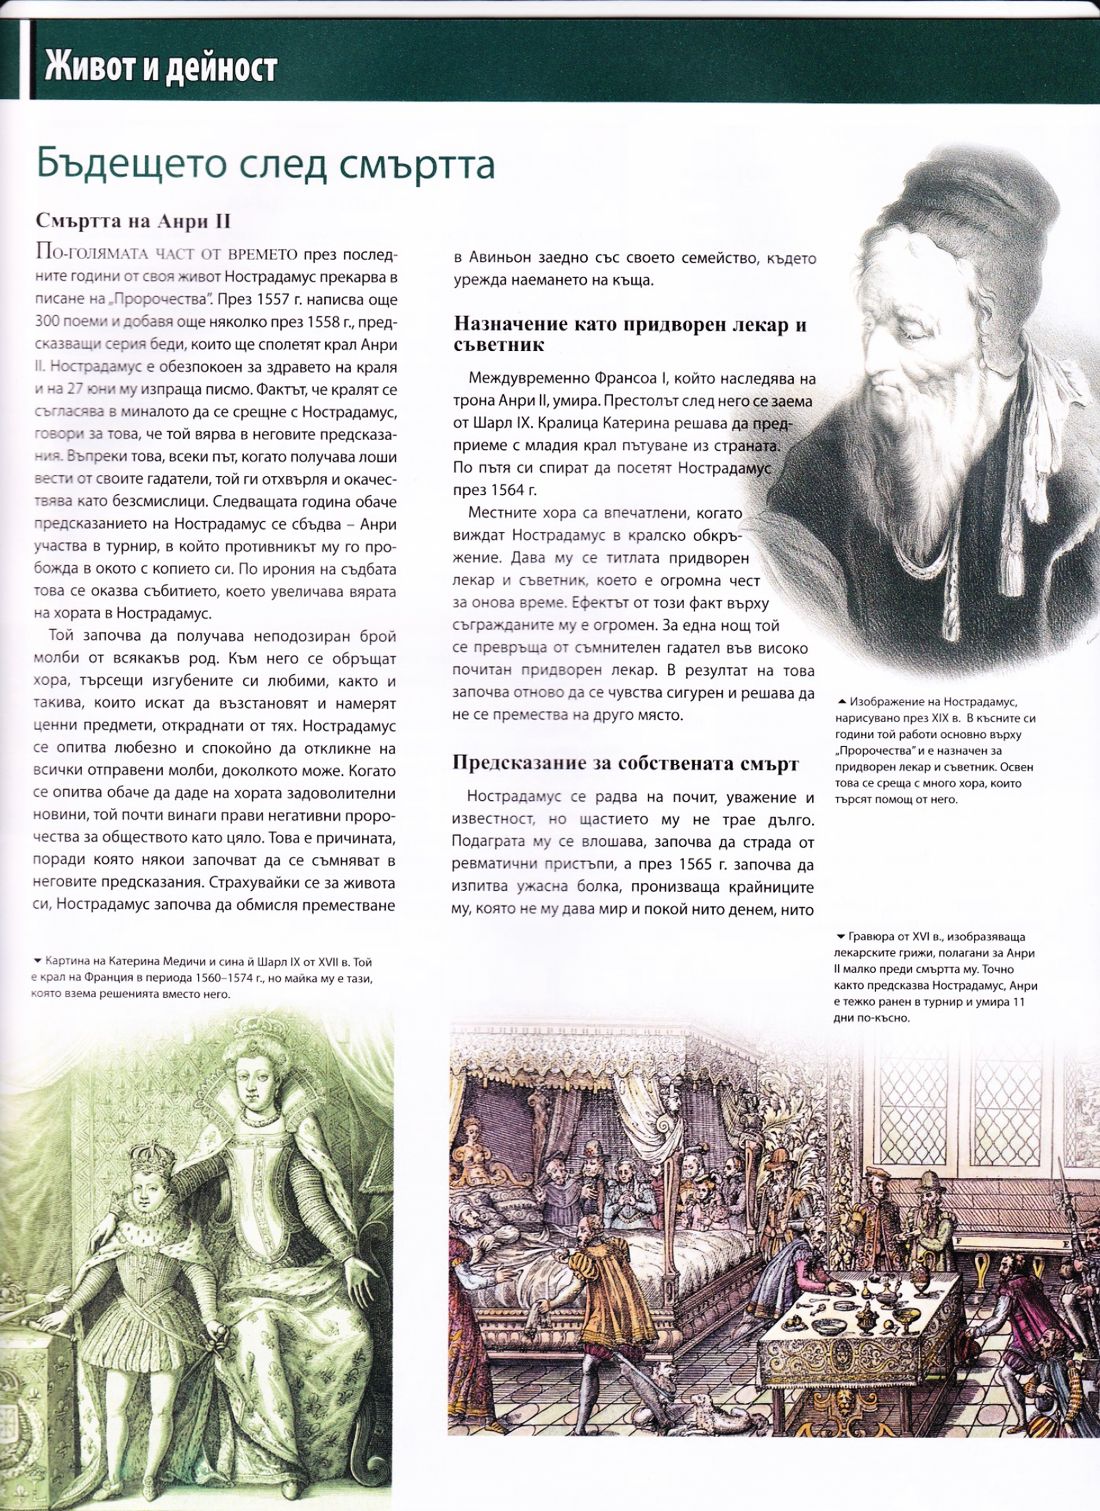 Живот и дейност
Бъдещето след смъртта
Смъртта на Анри II
По-голямата част от времето през послед-
ните години от своя живот Нострадамус прекарва в
писане на „Пророчества". През 1557 г. написва още
300 поеми и добавя още няколко през 1558 г., пред-
сказващи серия беди, които ще сполетят крал Анри
II. Нострадамус е обезпокоен за здравето на краля
и на 27 юни му изпраща писмо. Фактът, че кралят се
съгласява в миналото да се срещне с Нострадамус,
говори за това, че той вярва в неговите предсказа-
ния. Въпреки това, всеки път, когато получава лоши
вести от своите гадатели, той ги отхвърля и окачес-
твява като безсмислици. Следващата година обаче
предсказанието на Нострадамус се сбъдва – Анри
участва в турнир, в който противникът му го про-
божда в окото с копието си. По ирония на съдбата
това се оказва събитието, което увеличава вярата
на хората в Нострадамус.
Той започва да получава неподозиран брой
молби от всякакъв род. Към него се обръщат
хора, търсещи изгубените си любими, както и
такива, които искат да възстановят и намерят
ценни предмети, откраднати от тях. Нострадамус
се опитва любезно и спокойно да откликне на
всички отправени молби, доколкото може. Когато
се опитва обаче да даде на хората задоволителни
новини, той почти винаги прави негативни проро-
чества за обществото като цяло. Това е причината,
поради която някои започват да се съмняват в
неговите предсказания. Страхувайки се за живота
си, Нострадамус започва да обмисля преместване
в Авиньон заедно със своето семейство, където
урежда наемането на къща.
Назначение като придворен лекар и
съветник
Междувременно Франсоа I, който наследява на
трона Анри II, умира. Престолът след него се заема
от Шарл IX. Кралица Катерина решава да пред-
приеме с младия крал пътуване из страната.
По пътя си спират да посетят Нострадамус
през 1564 г.
Местните хора са впечатлени, когато
виждат Нострадамус в кралско обкръ-
жение. Дава му се титлата придворен
лекар и съветник, което е огромна чест
за онова време. Ефектът от този факт върху
съгражданите му е огромен. За една нощ той
се превръща от съмнителен гадател във високо
почитан придворен лекар. В резултат на това
започва отново да се чувства сигурен и решава да
не се премества на друго място.
Предсказание за собствената смърт
Нострадамус се радва на почит, уважение и
известност, но щастието му не трае дълго.
Подаграта му се влошава, започва да страда от
ревматични пристъпи, а през 1565 г. започва да
изпитва ужасна болка, пронизваща крайниците
му, която не му дава мир и покой нито денем, нито
▲ Изображение на Нострадамус,
нарисувано през XIX в. В късните си
години той работи основно върху
„Пророчества" и е назначен за
придворен лекар и съветник. Освен
това се среща с много хора, които
търсят помощ от него.
▼ Гравюра от XVI в., изобразяваща
лекарските грижи, полагани за Анри
II малко преди смъртта му. Точно
както предсказва Нострадамус, Анри
е тежко ранен в турнир и умира 11
дни по-късно.
▼ Картина на Катерина Медичи и сина й Шарл IX от XVII в. Той
е крал на Франция в периода 1560–1574 г., но майка му е тази,
която взема решенията вместо него.